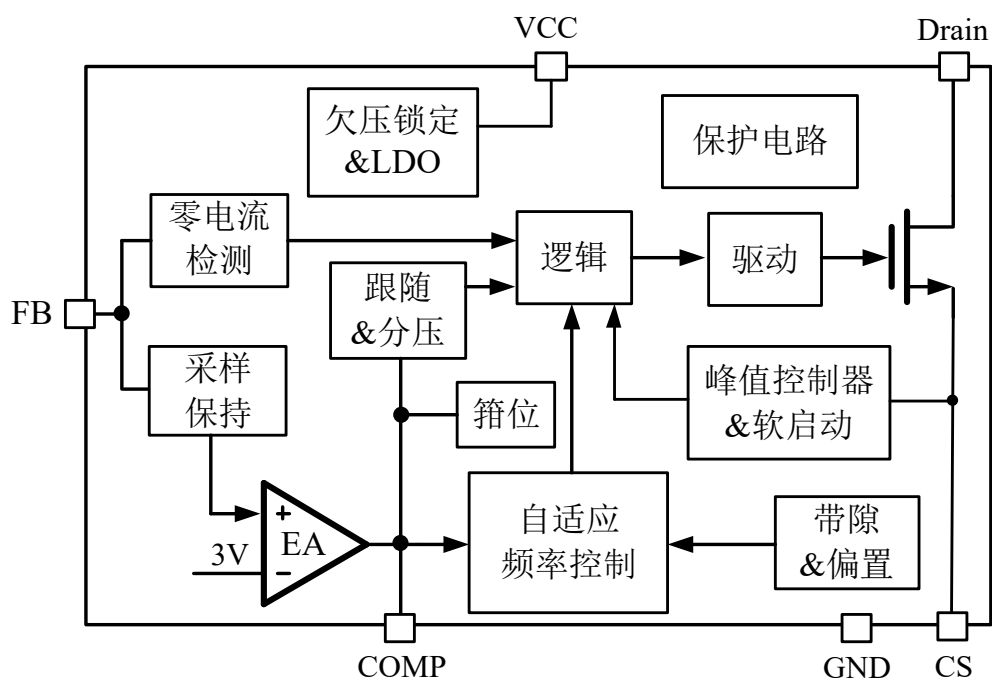 VCC
Drain
欠压锁定
&LDO
保护电路
零电流
检测
逻辑
驱动
跟随
&分压
FB
采样
保持
箝位
峰值控制器
&软启动
+
EA
3V
−
自适应
频率控制
带隙
&偏置
COMP
GND
CS